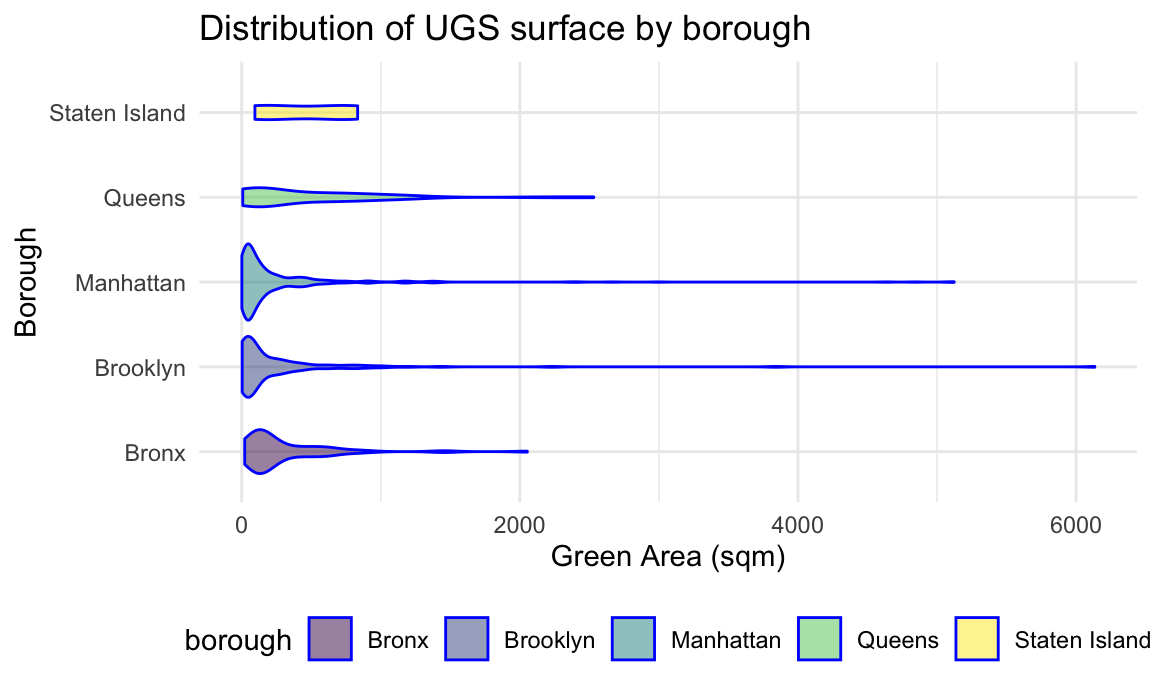 Distribution of UGS surface by borough
Borough
Staten Island
Queens
Manhattan
Brooklyn
Bronx
0 2000 4000 6000
Green Area (sqm)
borough Bronx Brooklyn Manhattan Queens Staten Island